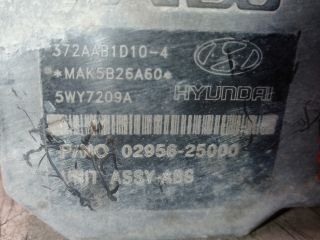 372AAB1D10-4
*MAK5B26A60*
5WY7209A
HYUNDAI
P/NO 02956-25000
UNIT ASSY-ABS